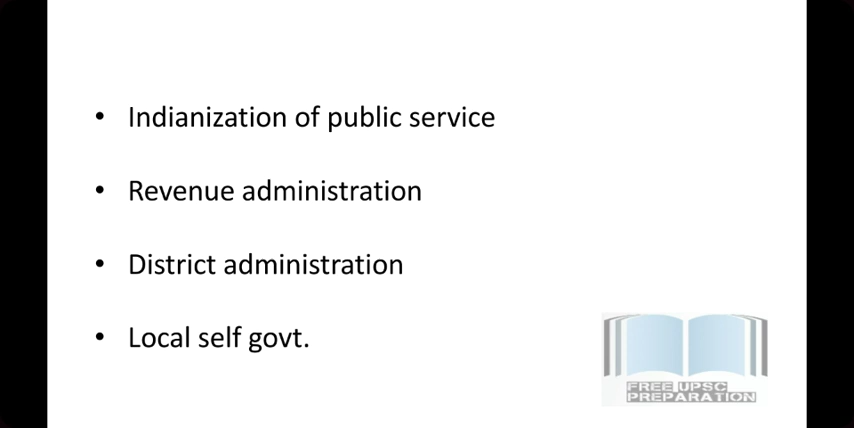 • Indianization of public service
• Revenue administration
• District administration
• Local self govt.
FREE UPSC
PREPARATION